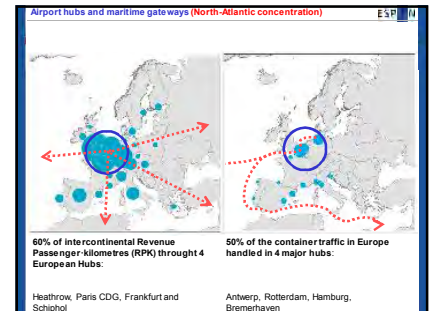 Airport hubs and maritime gateways (North-Atlantic concentration)
ESPON
60% of intercontinental Revenue
Passenger-kilometres (RPK) throught 4
European Hubs:
Heathrow, Paris CDG, Frankfurt and
Schiphol
50% of the container traffic in Europe
handled in 4 major hubs:
Antwerp, Rotterdam, Hamburg,
Bremerhaven